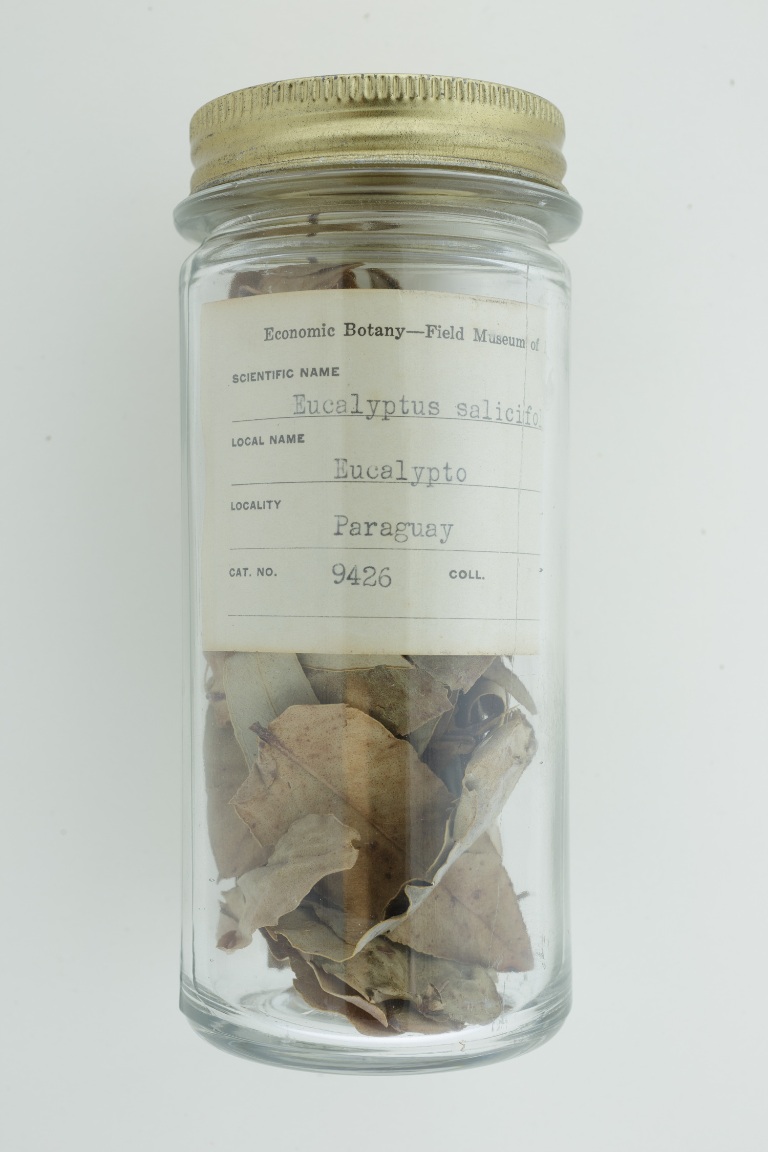 Economic Botany—Field Museum of
SCIENTIFIC NAME
Eucalyptus salicifo
LOCAL NAME
Eucalypto
LOCALITY
Paraguay
CAT. NO. 9426 COLL.